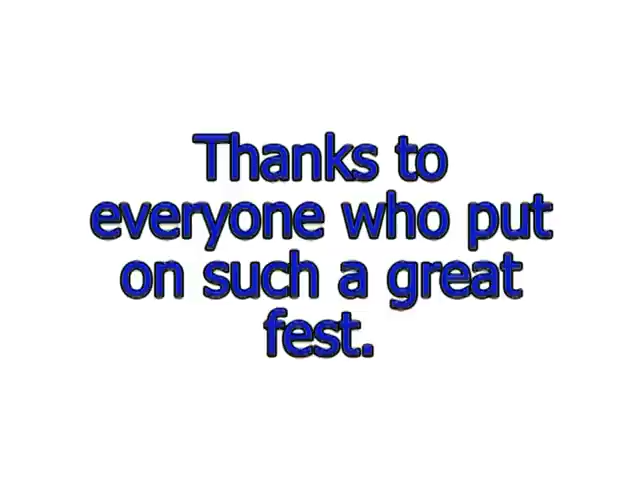 Thanks to
everyone who put
on such a great
fest.